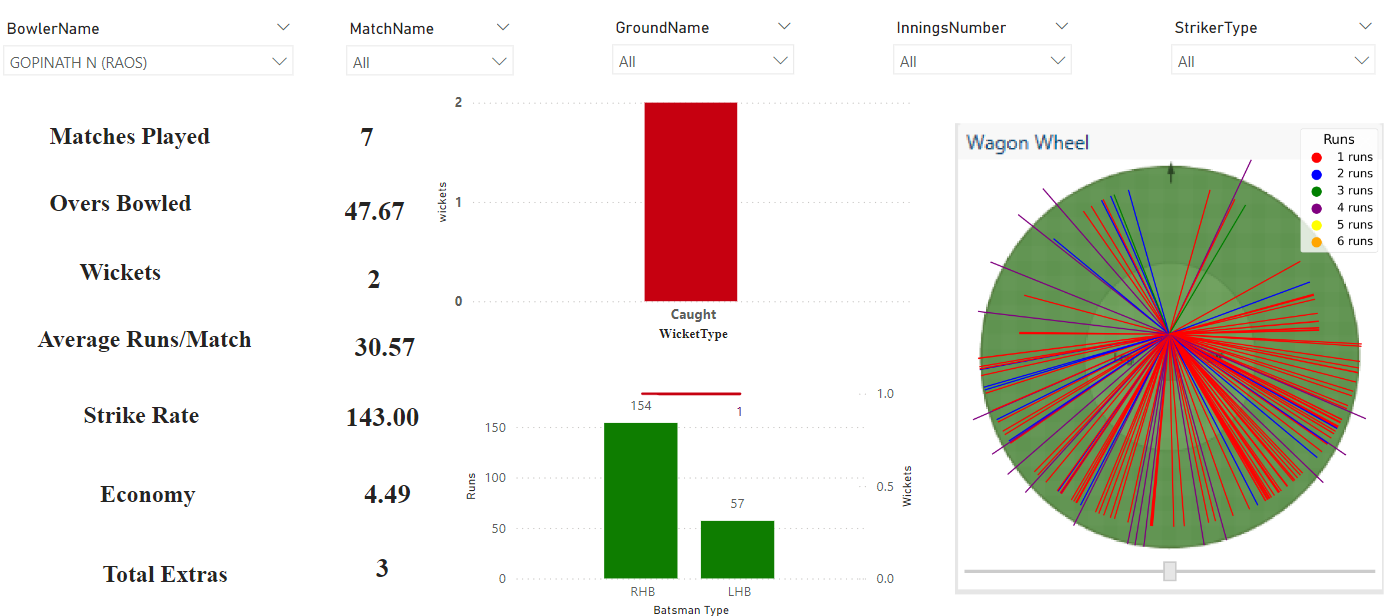 BowlerName
GOPINATH N (RAOS)
MatchName
All
GroundName
All
InningsNumber
All
StrikerType
All
Matches Played 7
Overs Bowled 47.67
Wickets 2
Average Runs/Match 30.57
Strike Rate 143.00
Economy 4.49
Total Extras 3
2
1
0
wickets
Caught
WicketType
154
1
57
150
100
50
0
Runs
1.0
0.5
0.0
Wickets
RHB LHB
Batsman Type
Wagon Wheel
Runs
1 runs
2 runs
3 runs
4 runs
5 runs
6 runs